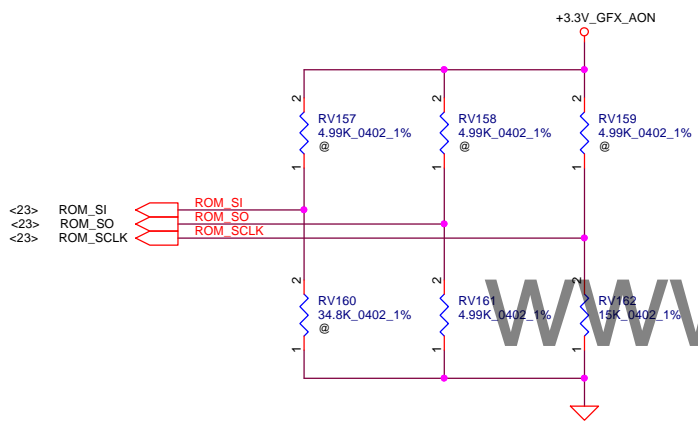 +3.3V_GFX_AON
2 2 2
RV157 RV158 RV159
4.99K_0402_1% 4.99K_0402_1% 4.99K_0402_1%
@ @ @
1 1 1
<23> ROM_SI ROM_SI
<23> ROM_SO ROM_SO
<23> ROM_SCLK ROM_SCLK
2 2 2
RV160 RV161 RV162
34.8K_0402_1% 4.99K_0402_1% 15K_0402_1%
@
1 1 1
WW